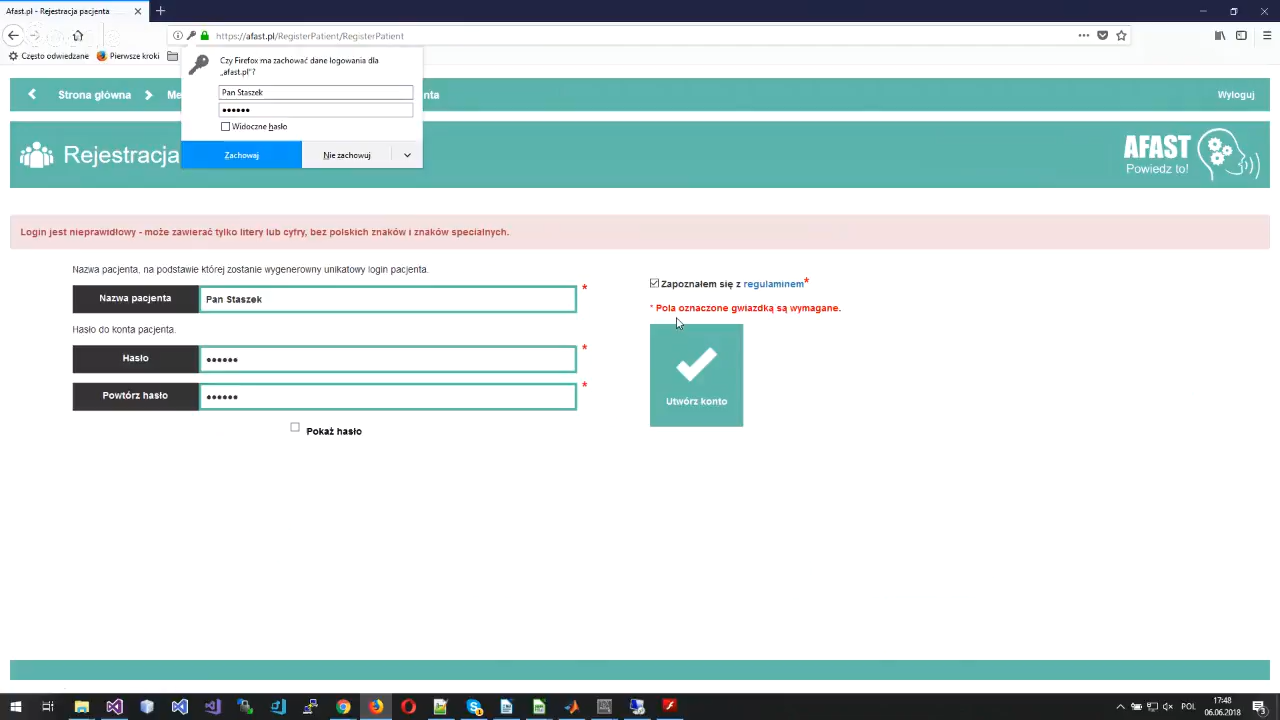 Afast.pl - Rejestracja pacjenta
https://afast.pl/RegisterPatient/RegisterPatient
Często odwiedzane
Pierwsze kroki
Czy Firefox ma zachować dane logowania dla
„afast.pl"?
Pan Staszek
••••••
Widoczne hasło
Zachowaj
Nie zachowuj
Strona główna
Me
nta
Wyloguj
Rejestracja
AFAST
Powiedz to!
Login jest nieprawidłowy - może zawierać tylko litery lub cyfry, bez polskich znaków i znaków specjalnych.
Nazwa pacjenta, na podstawie której zostanie wygenerowny unikatowy login pacjenta.
Nazwa pacjenta
Pan Staszek
*
Hasło do konta pacjenta.
Hasło
••••••
*
Powtórz hasło
••••••
*
Pokaż hasło
Zapoznałem się z regulaminem*
* Pola oznaczone gwiazdką są wymagane.
Utwórz konto
POL
17:48
06.06.2018
3